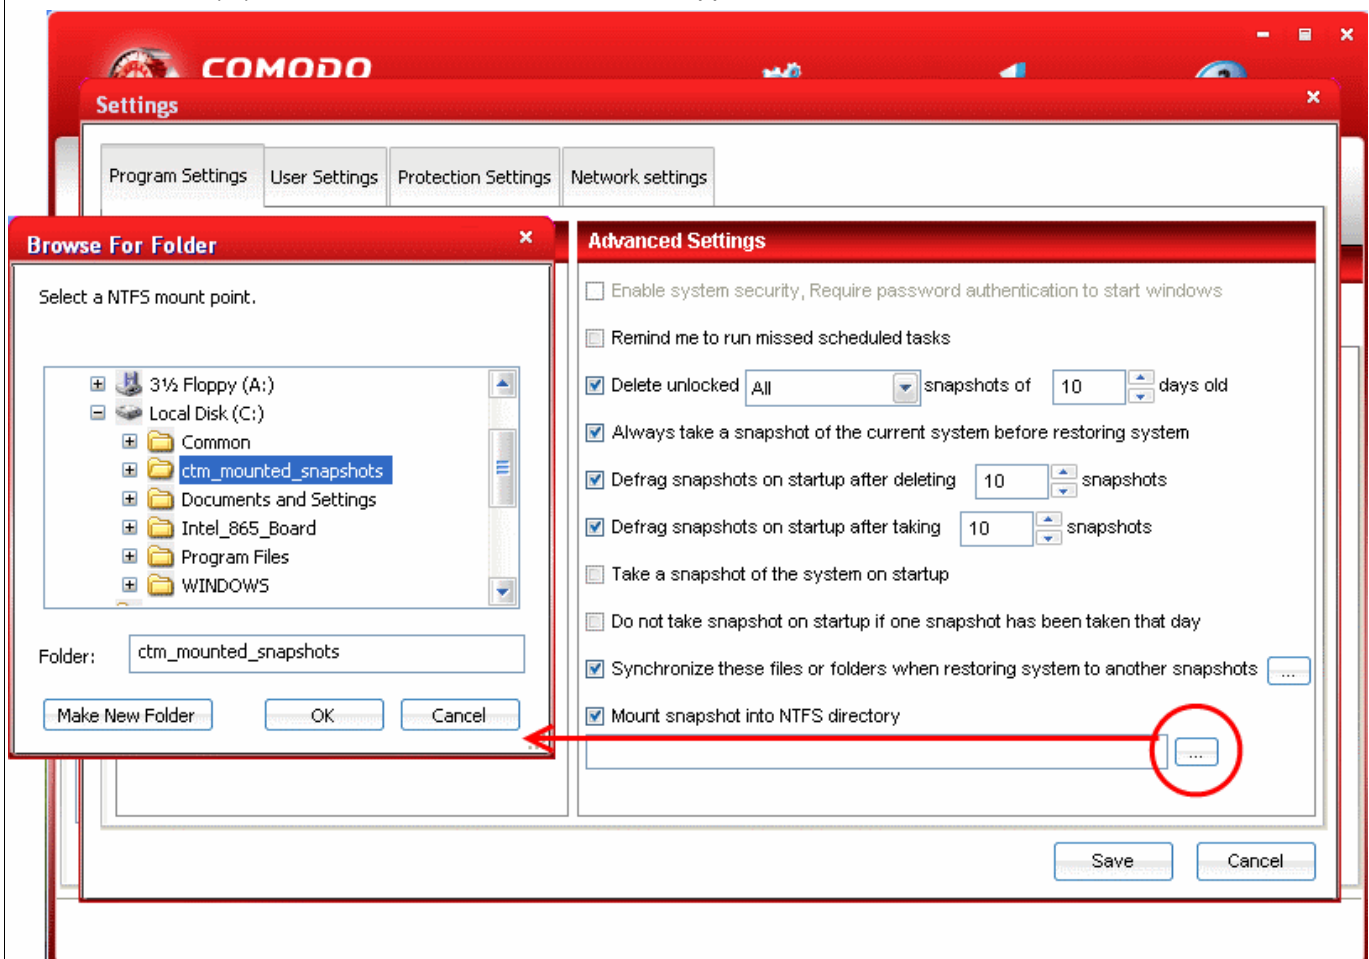 COMODO
Settings
Program Settings
User Settings
Protection Settings
Network settings
Browse For Folder
Select a NTFS mount point.
3½ Floppy (A:)
Local Disk (C:)
Common
ctm_mounted_snapshots
Documents and Settings
Intel_865_Board
Program Files
WINDOWS
Folder: ctm_mounted_snapshots
Make New Folder
OK
Cancel
Advanced Settings
Enable system security, Require password authentication to start windows
Remind me to run missed scheduled tasks
Delete unlocked All snapshots of 10 days old
Always take a snapshot of the current system before restoring system
Defrag snapshots on startup after deleting 10 snapshots
Defrag snapshots on startup after taking 10 snapshots
Take a snapshot of the system on startup
Do not take snapshot on startup if one snapshot has been taken that day
Synchronize these files or folders when restoring system to another snapshots ...
Mount snapshot into NTFS directory
...
Save
Cancel